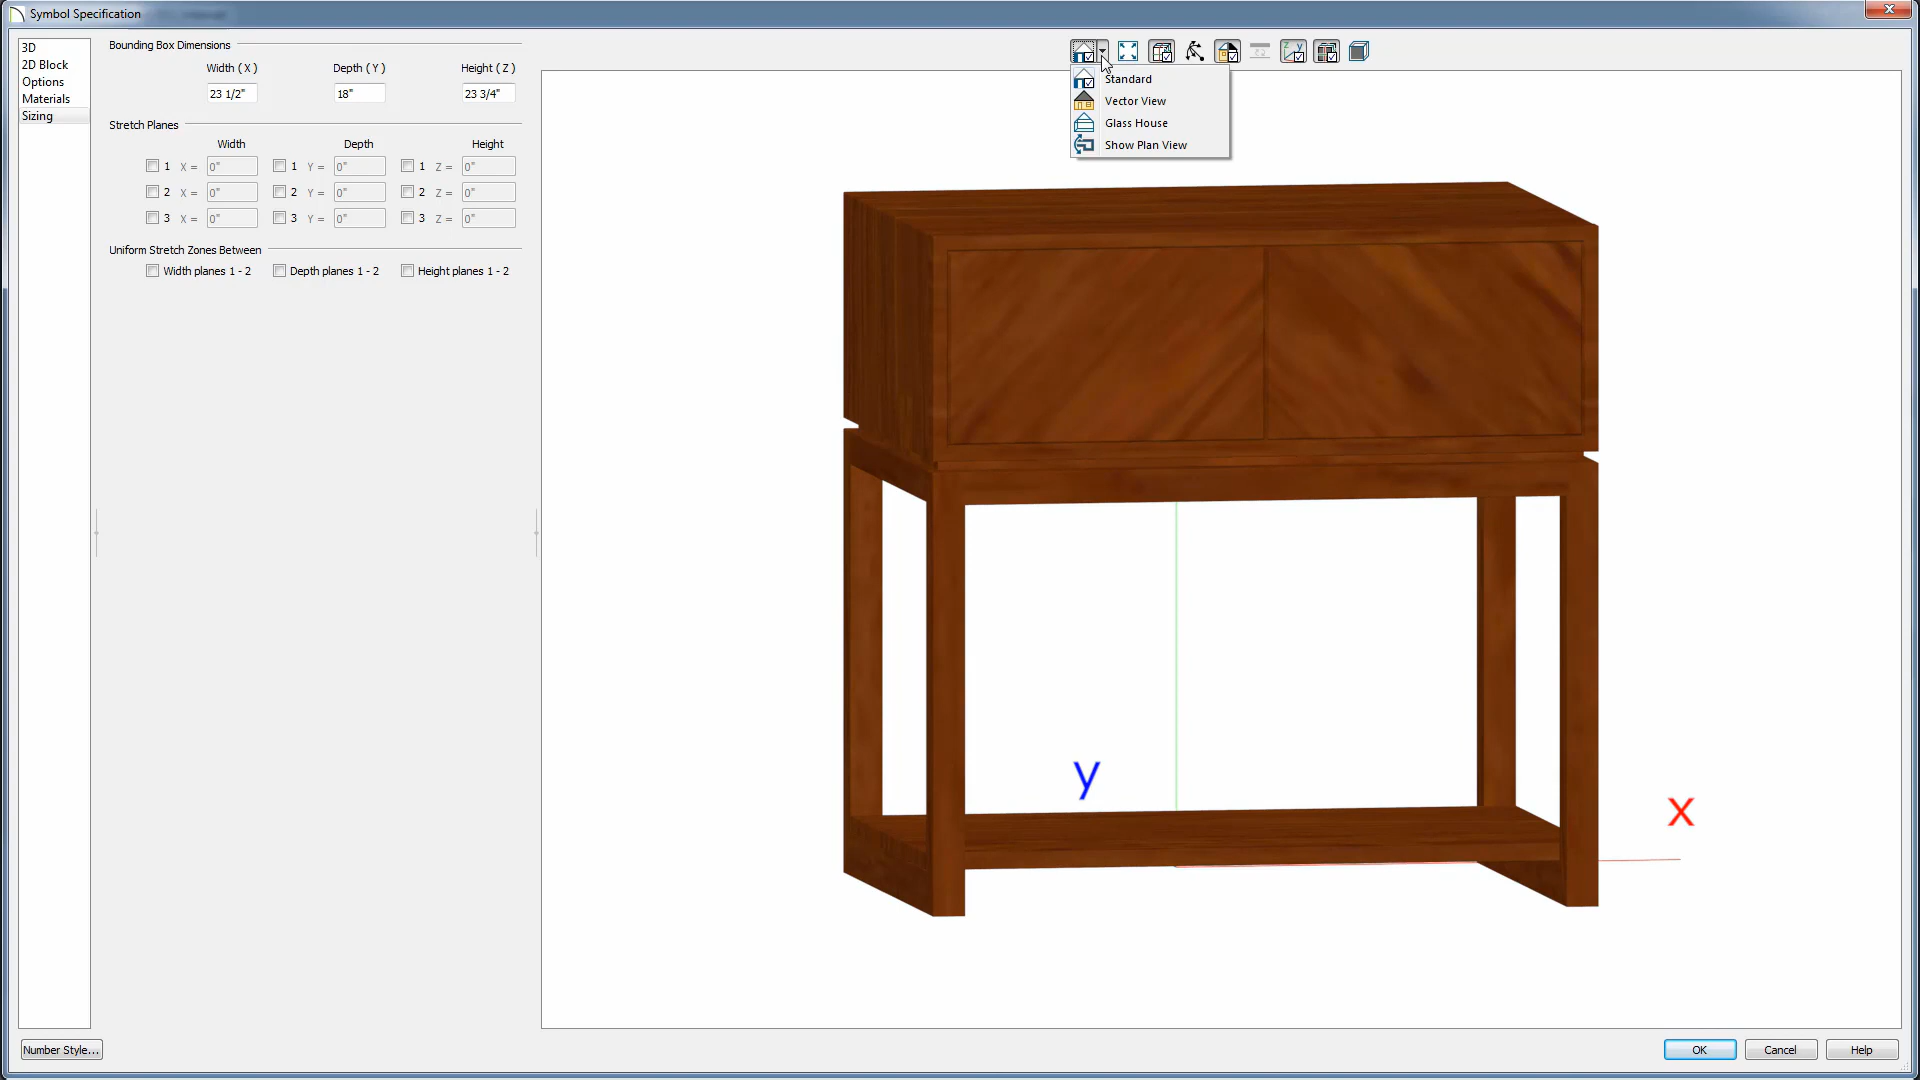 Symbol Specification
3D
2D Block
Options
Materials
Sizing
Bounding Box Dimensions
Width ( X ) Depth ( Y ) Height ( Z )
23 1/2" 18" 23 3/4"
Stretch Planes
Width Depth Height
1 X = 0" 1 Y = 0" 1 Z = 0"
2 X = 0" 2 Y = 0" 2 Z = 0"
3 X = 0" 3 Y = 0" 3 Z = 0"
Uniform Stretch Zones Between
Width planes 1 - 2 Depth planes 1 - 2 Height planes 1 - 2
Standard
Vector View
Glass House
Show Plan View
y
x
Number Style... OK Cancel Help